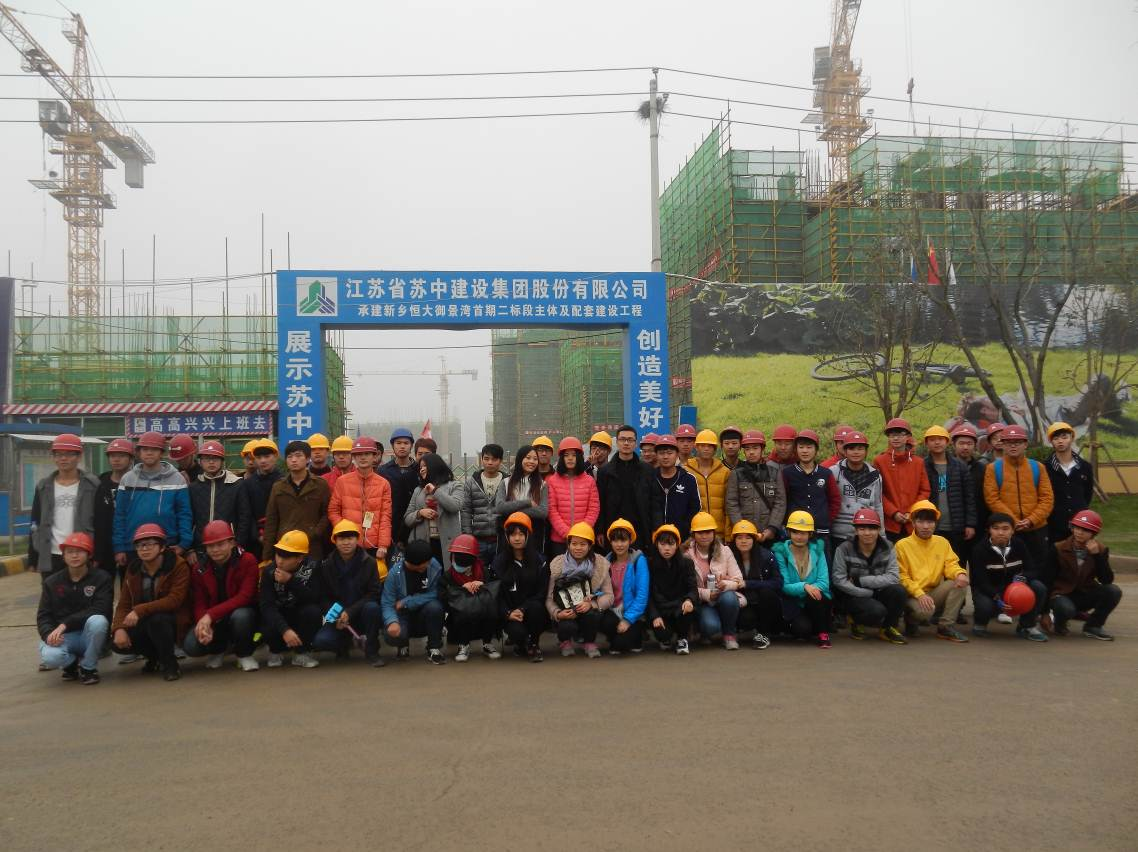 江苏省苏中建设集团股份有限公司
承建新乡恒大御景湾首期二标段主体及配套建设工程
展示苏中
创造美好
高高兴兴上班去